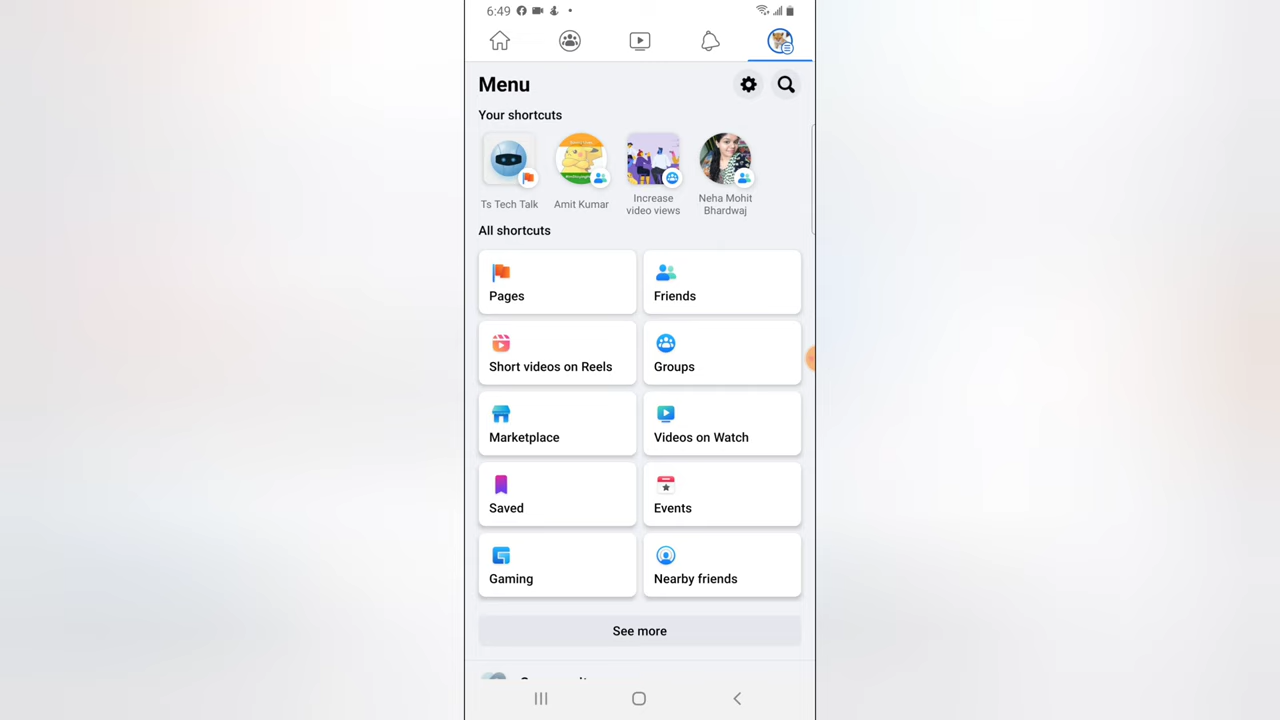 6:49
Menu
Your shortcuts
Ts Tech Talk
Amit Kumar
Increase
video views
Neha Mohit
Bhardwaj
All shortcuts
Pages
Friends
Short videos on Reels
Groups
Marketplace
Videos on Watch
Saved
Events
Gaming
Nearby friends
See more